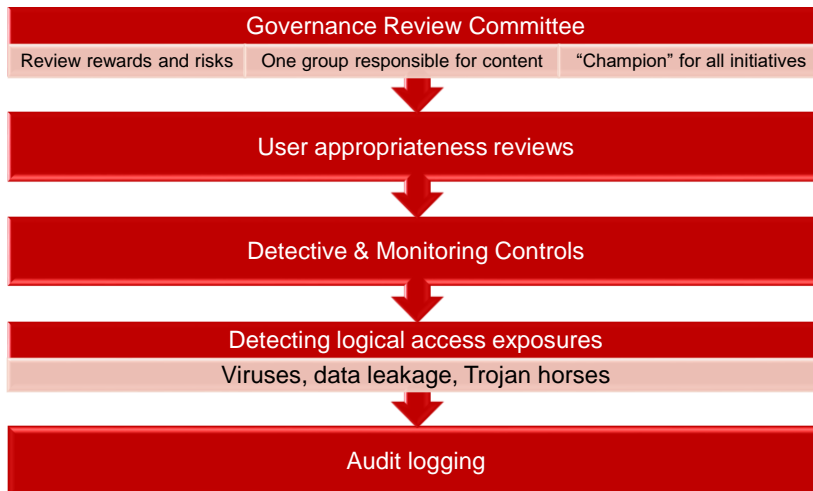 Governance Review Committee
Review rewards and risks
One group responsible for content
“Champion” for all initiatives
User appropriateness reviews
Detective & Monitoring Controls
Detecting logical access exposures
Viruses, data leakage, Trojan horses
Audit logging